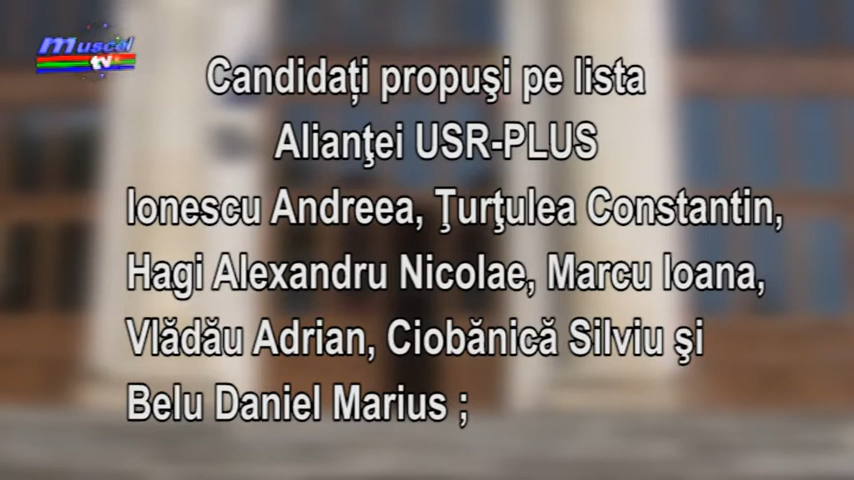 Muscel
tv
Candidați propuşi pe lista
Alianţei USR-PLUS
Ionescu Andreea, Ţurţulea Constantin,
Hagi Alexandru Nicolae, Marcu Ioana,
Vlădău Adrian, Ciobănică Silviu şi
Belu Daniel Marius ;